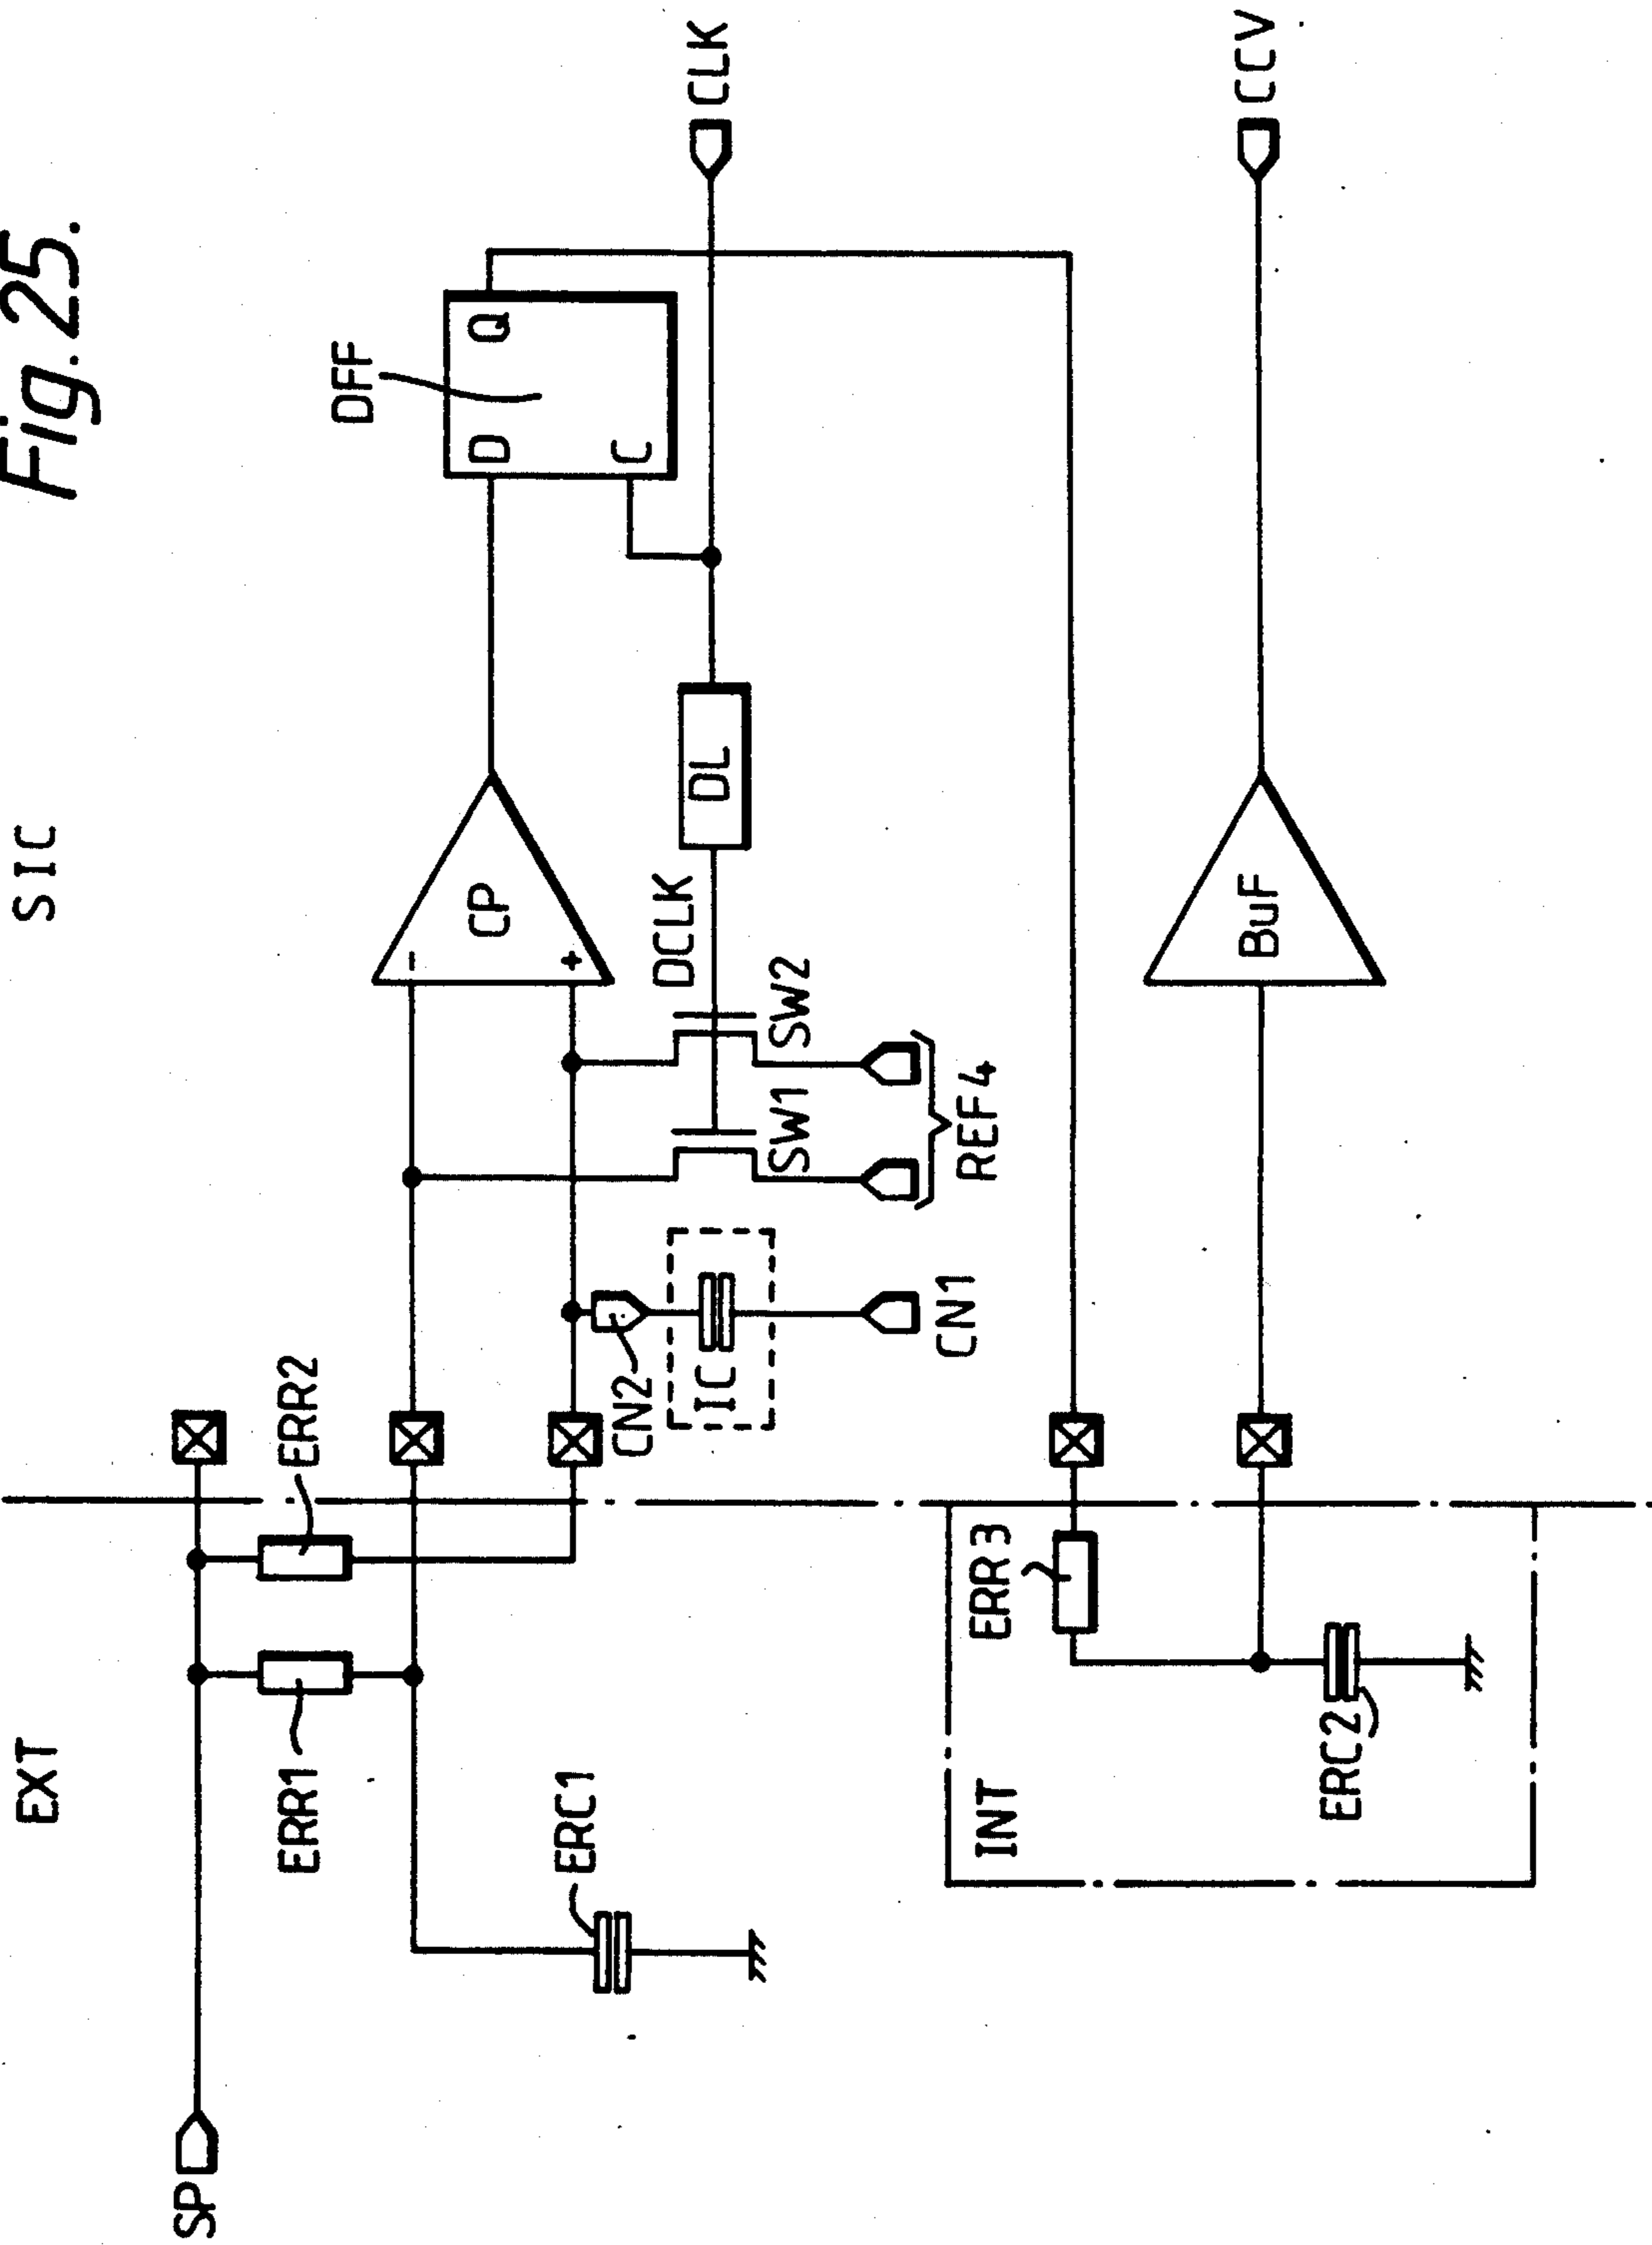 Fig. 25.
EXT
SIC
SP
ERR1
ERR2
ERC1
CN2
IC
CN1
-
+
CP
SW1
SW2
REF4
DCLK
DL
DFF
D
Q
C
CLK
INT
ERR3
ERC2
BuF
CCV